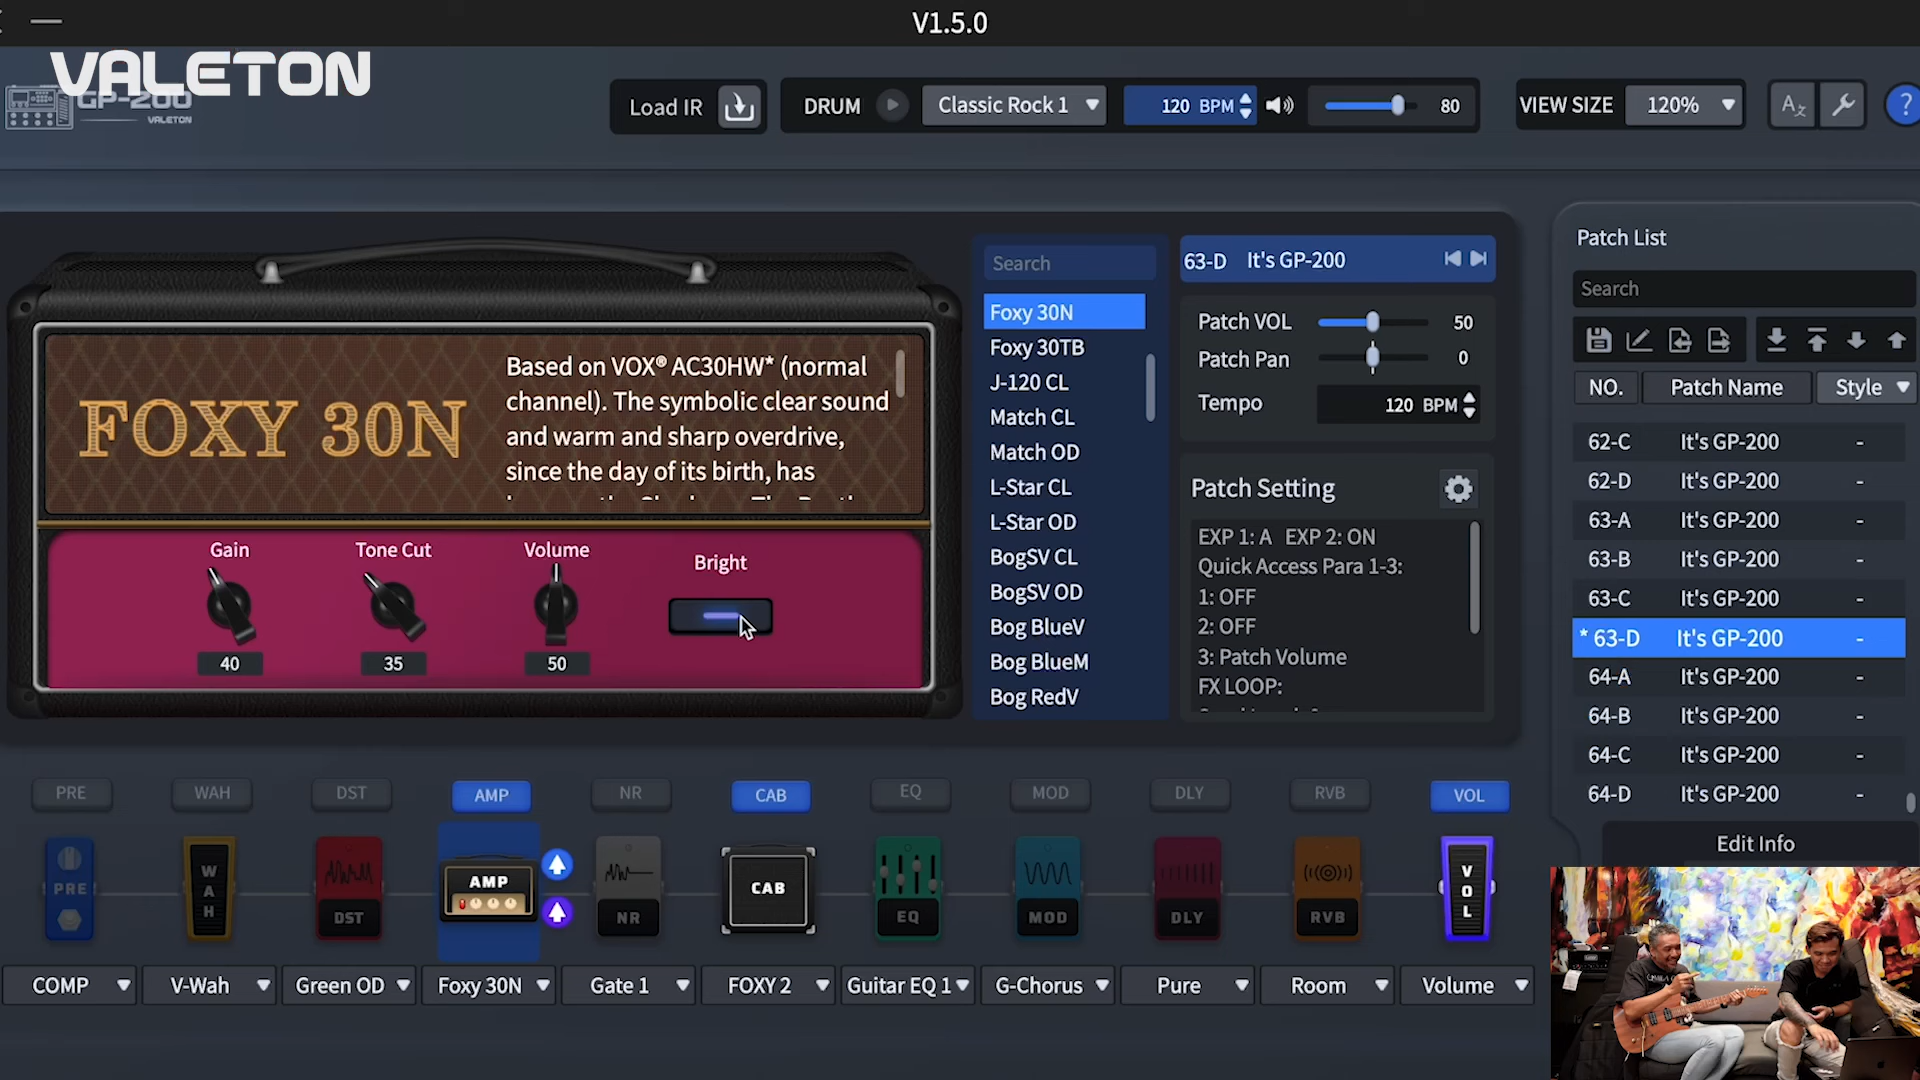 V1.5.0
VALETON
GP-200
VALETON
Load IR
DRUM
Classic Rock 1
120 BPM
80
VIEW SIZE
120%
?
FOXY 30N
Based on VOX® AC30HW* (normal
channel). The symbolic clear sound
and warm and sharp overdrive,
since the day of its birth, has
Gain
Tone Cut
Volume
Bright
40
35
50
Search
Foxy 30N
Foxy 30TB
J-120 CL
Match CL
Match OD
L-Star CL
L-Star OD
BogSV CL
BogSV OD
Bog BlueV
Bog BlueM
Bog RedV
63-D It's GP-200
Patch VOL 50
Patch Pan 0
Tempo 120 BPM
Patch Setting
EXP 1: A EXP 2: ON
Quick Access Para 1-3:
1: OFF
2: OFF
3: Patch Volume
FX LOOP:
Patch List
Search
NO. Patch Name Style
62-C It's GP-200 -
62-D It's GP-200 -
63-A It's GP-200 -
63-B It's GP-200 -
63-C It's GP-200 -
* 63-D It's GP-200 -
64-A It's GP-200 -
64-B It's GP-200 -
64-C It's GP-200 -
64-D It's GP-200 -
Edit Info
PRE WAH DST AMP NR CAB EQ MOD DLY RVB VOL
PRE WAH DST AMP NR CAB EQ MOD DLY RVB VOL
COMP V-Wah Green OD Foxy 30N Gate 1 FOXY 2 Guitar EQ 1 G-Chorus Pure Room Volume